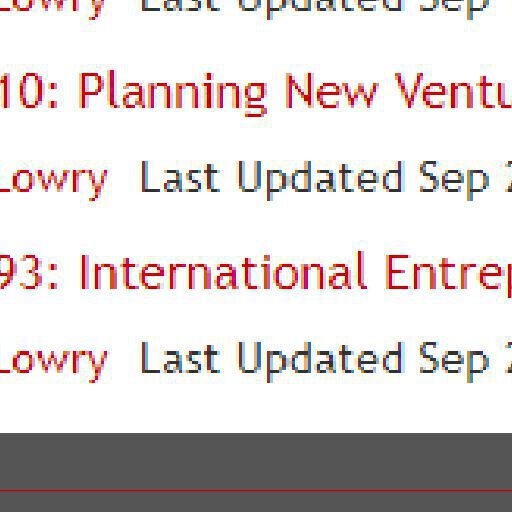 Lowry Last Updated Sep
10: Planning New Ventu
Lowry Last Updated Sep 2
93: International Entrep
Lowry Last Updated Sep 2